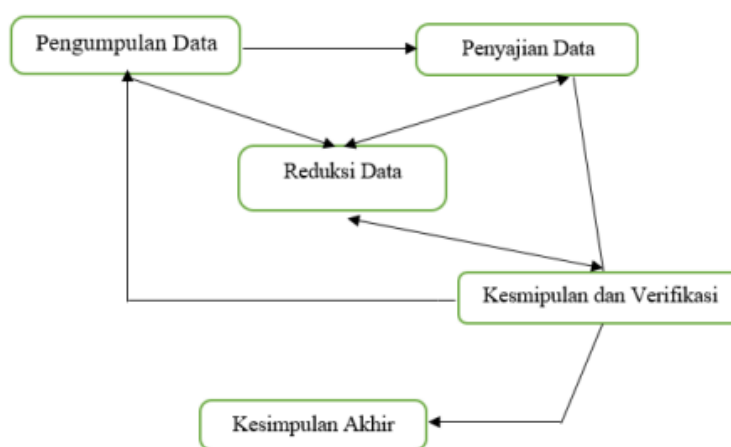 Pengumpulan Data
Penyajian Data
Reduksi Data
Kesmipulan dan Verifikasi
Kesimpulan Akhir